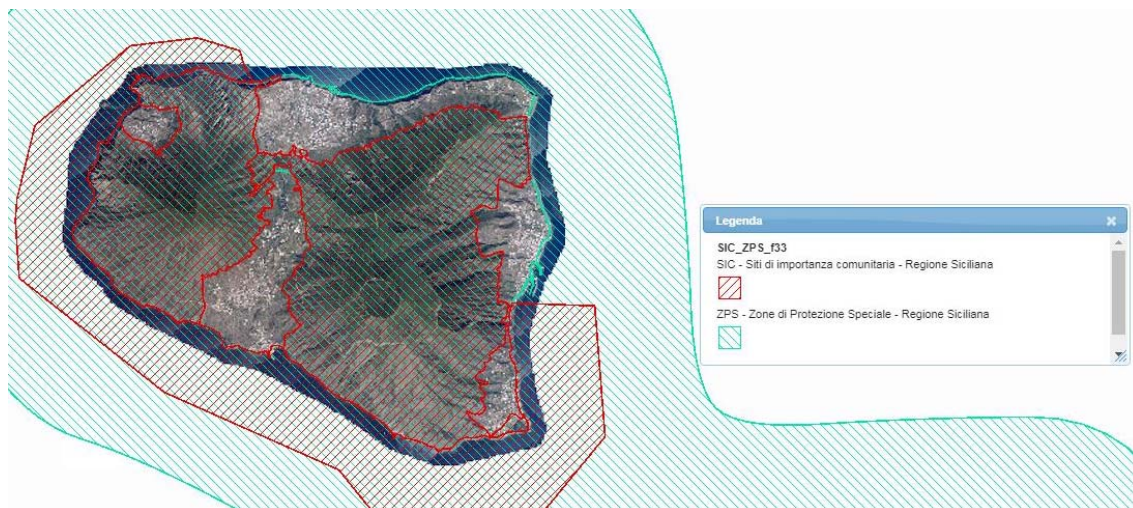 Legenda
SIC_ZPS_f33
SIC - Siti di importanza comunitaria - Regione Siciliana
ZPS - Zone di Protezione Speciale - Regione Siciliana